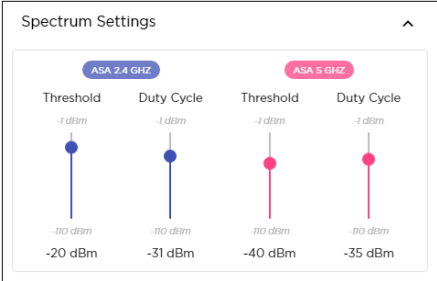 Spectrum Settings
ASA 2.4 GHZ ASA 5 GHZ
Threshold Duty Cycle Threshold Duty Cycle
-1 dBm -1 dBm -1 dBm -1 dBm
-110 dBm -110 dBm -110 dBm -110 dBm
-20 dBm -31 dBm -40 dBm -35 dBm